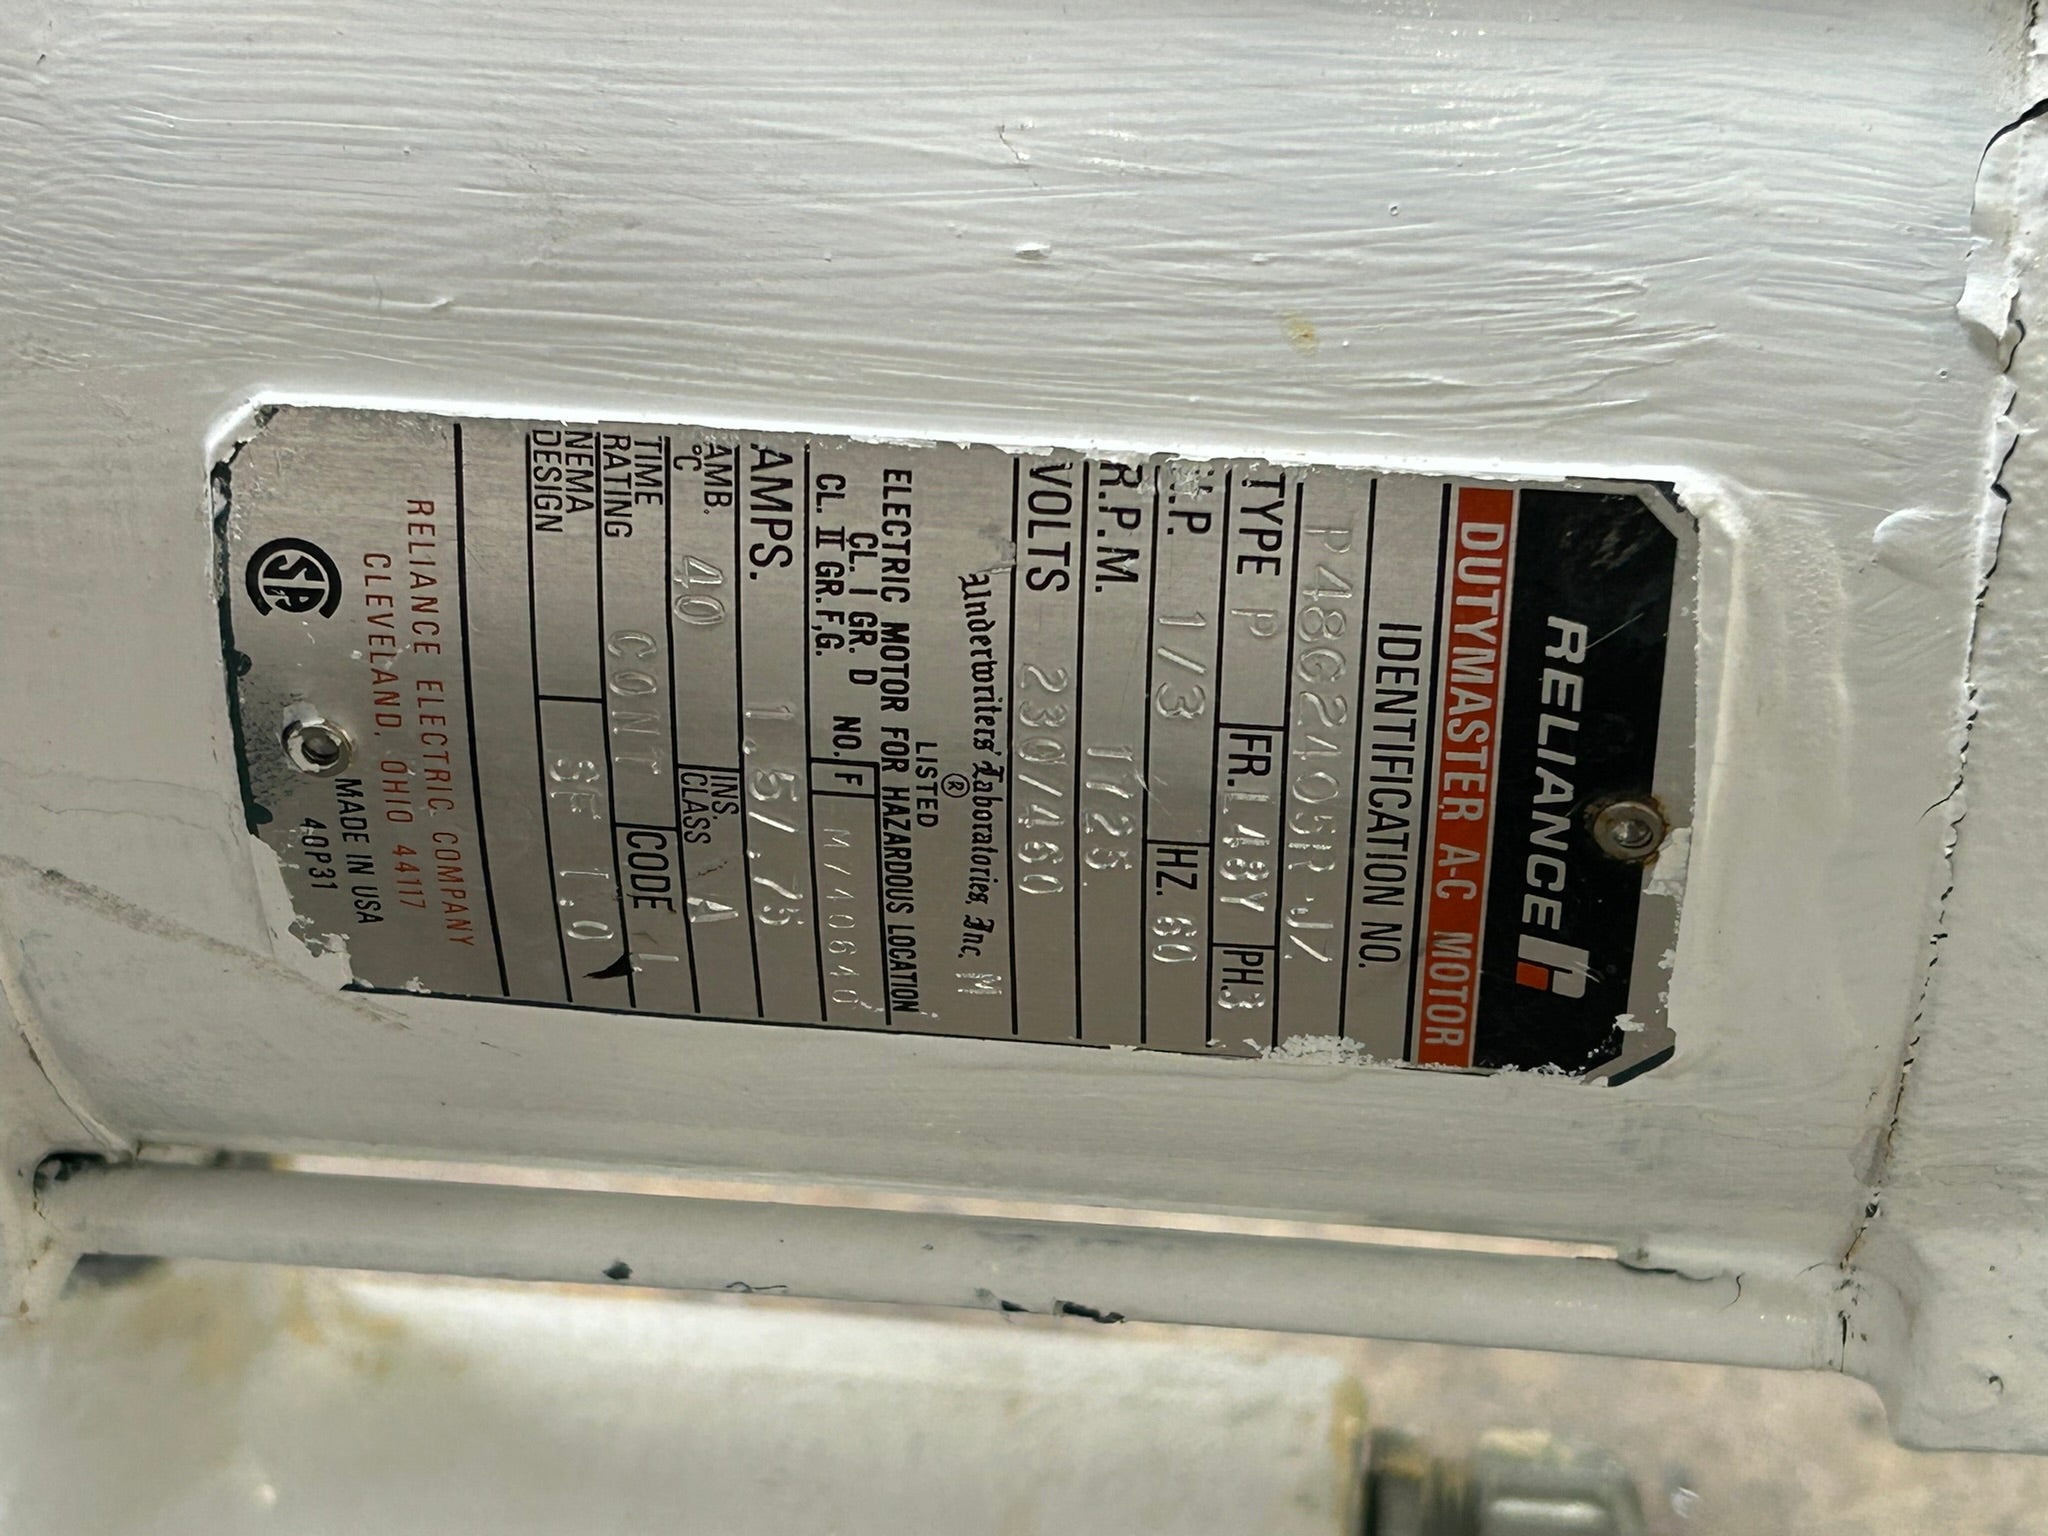 RELIANCE
DUTYMASTER A-C MOTOR
IDENTIFICATION NO.
TYPE P FR. L48Y PH. 3
H.P. 1/3 HZ. 60
R.P.M. 1725
VOLTS 230/460
Underwriters' Laboratories, Inc. M
®
LISTED
ELECTRIC MOTOR FOR HAZARDOUS LOCATION
CL. I GR. D
CL. II GR. F,G. NO. F M740640
AMPS. 1.5/.75
AMB. °C 40 INS. CLASS A
TIME RATING CONT CODE L
NEMA DESIGN SF 1.0
RELIANCE ELECTRIC COMPANY
CLEVELAND, OHIO 44117
MADE IN USA
40P31